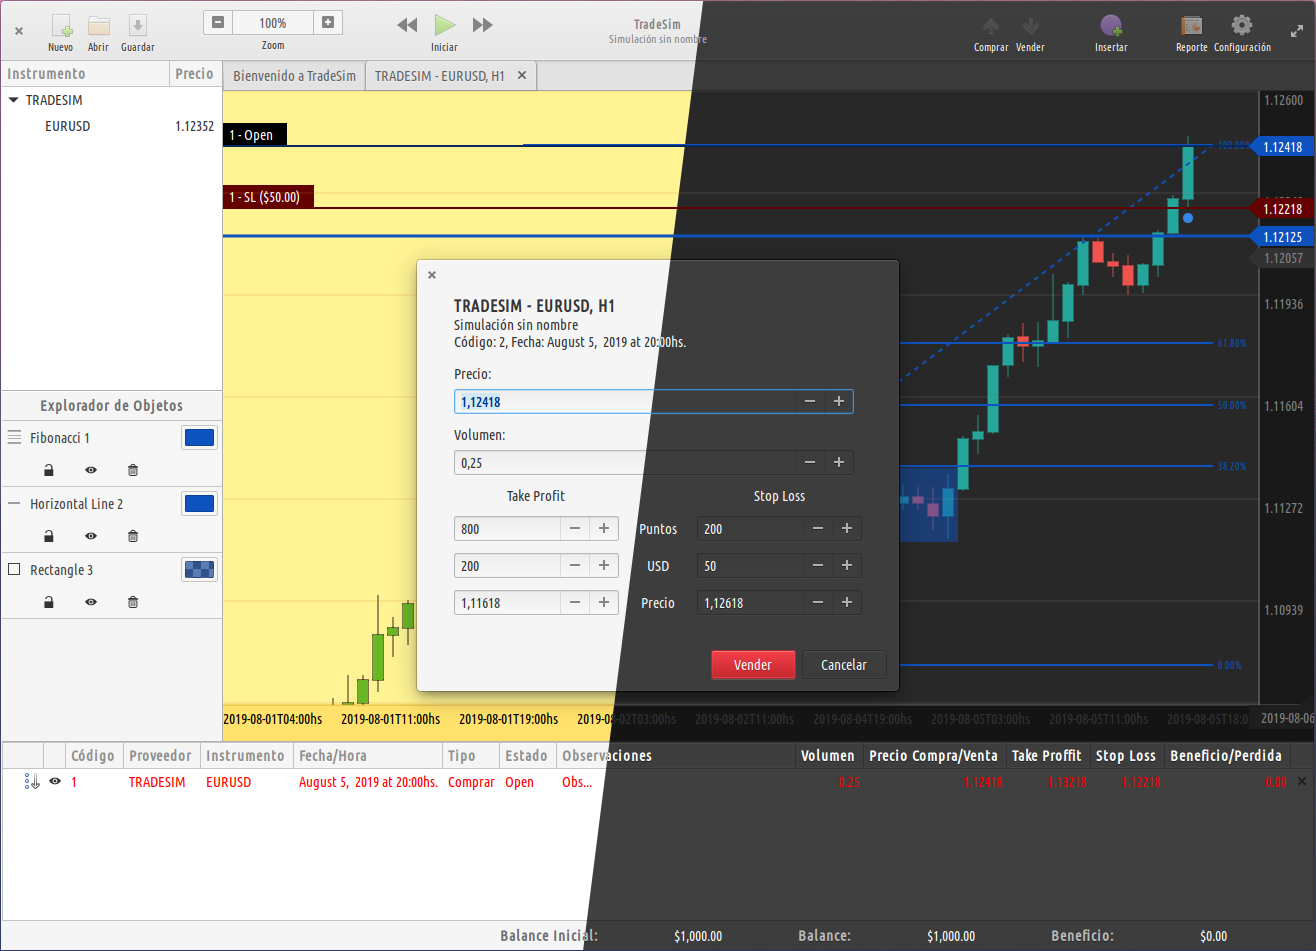 Nuevo Abrir Guardar
100%
Zoom
Iniciar
TradeSim
Simulación sin nombre
Comprar Vender
Insertar
Reporte Configuración
Instrumento Precio
TRADESIM
EURUSD 1.12352
Bienvenido a TradeSim
TRADESIM - EURUSD, H1
1 - Open
1 - SL ($50.00)
100.00%
61.80%
50.00%
38.20%
0.00%
1.12600
1.12418
1.12218
1.12125
1.12057
1.11936
1.11604
1.11272
1.10939
Explorador de Objetos
Fibonacci 1
Horizontal Line 2
Rectangle 3
TRADESIM - EURUSD, H1
Simulación sin nombre
Código: 2, Fecha: August 5, 2019 at 20:00hs.
Precio:
1,12418
Volumen:
0,25
Take Profit Stop Loss
800 Puntos 200
200 USD 50
1,11618 Precio 1,12618
Vender Cancelar
2019-08-01T04:00hs 2019-08-01T11:00hs 2019-08-01T19:00hs 2019-08-02T03:00hs 2019-08-02T11:00hs 2019-08-04T19:00hs 2019-08-05T03:00hs 2019-08-05T11:00hs 2019-08-05T18:0 2019-08-06
Código Proveedor Instrumento Fecha/Hora Tipo Estado Observaciones Volumen Precio Compra/Venta Take Proffit Stop Loss Beneficio/Perdida
1 TRADESIM EURUSD August 5, 2019 at 20:00hs. Comprar Open Obs... 0.25 1.12418 1.13218 1.12218 0.00
Balance Inicial: $1,000.00 Balance: $1,000.00 Beneficio: $0.00